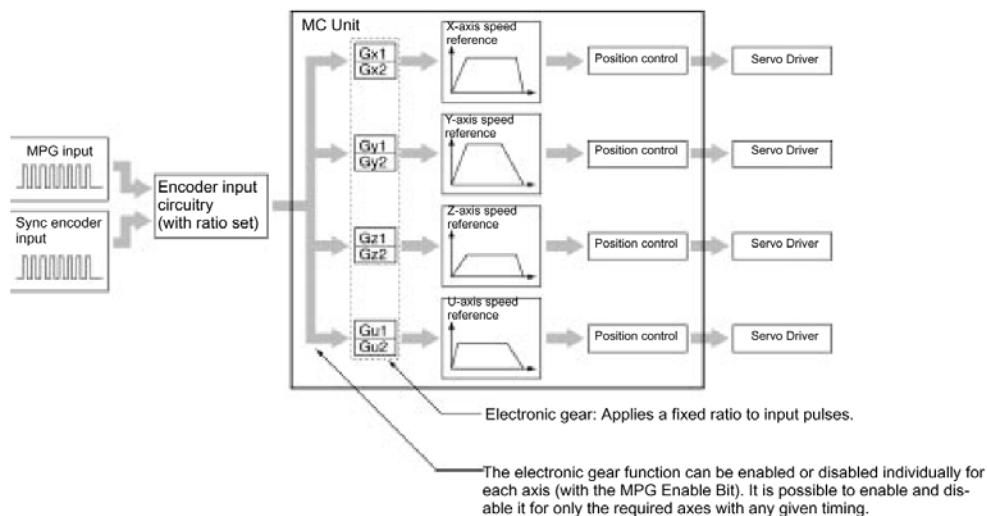 MC Unit
X-axis speed
reference
Gx1
Gx2
Position control
Servo Driver
Y-axis speed
reference
Gy1
Gy2
Position control
Servo Driver
MPG input
Encoder input
circuitry
(with ratio set)
Sync encoder
input
Z-axis speed
reference
Gz1
Gz2
Position control
Servo Driver
U-axis speed
reference
Gu1
Gu2
Position control
Servo Driver
Electronic gear: Applies a fixed ratio to input pulses.
The electronic gear function can be enabled or disabled individually for
each axis (with the MPG Enable Bit). It is possible to enable and dis-
able it for only the required axes with any given timing.